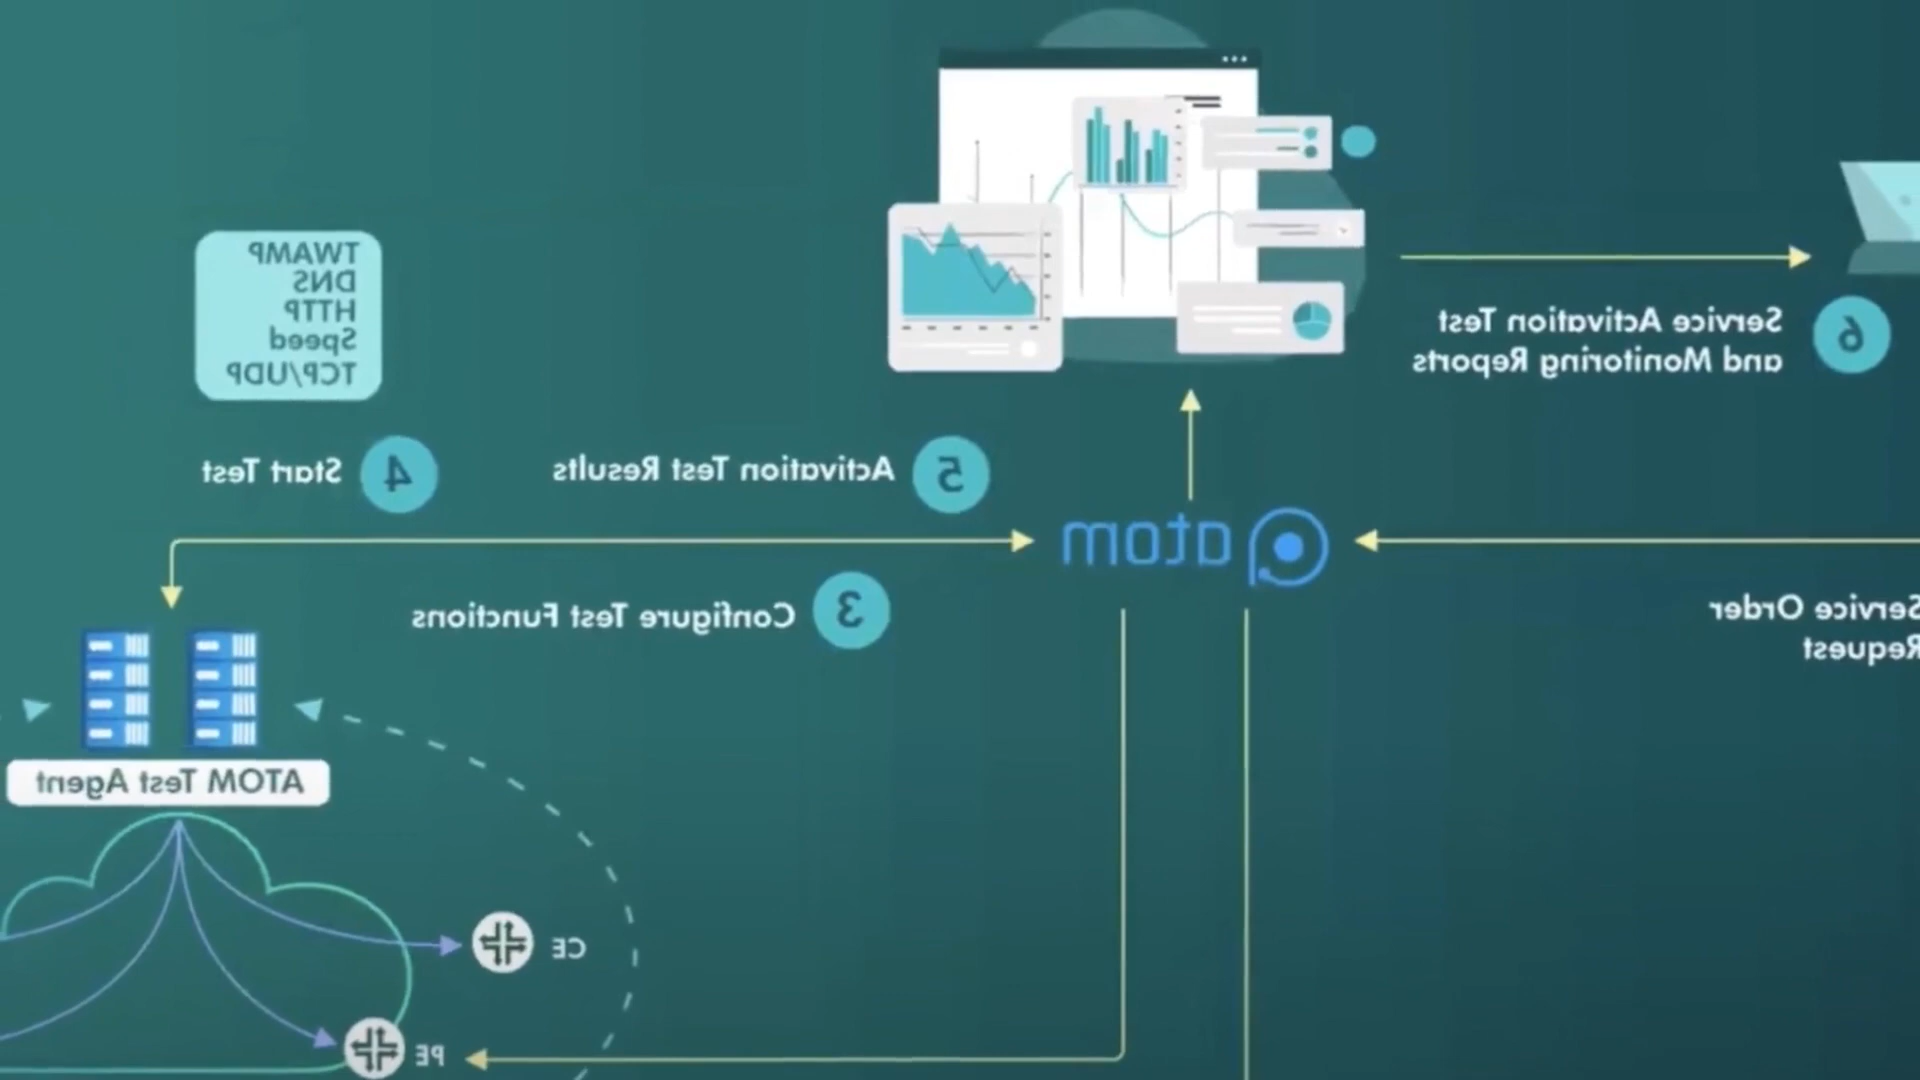 TWAMP
DNS
HTTP
Speed
TCP/UDP
Service Activation Test
and Monitoring Reports
6
4
Start Test
5
Activation Test Results
atom
3
Configure Test Functions
Service Order
Request
ATOM Test Agent
CE
PE